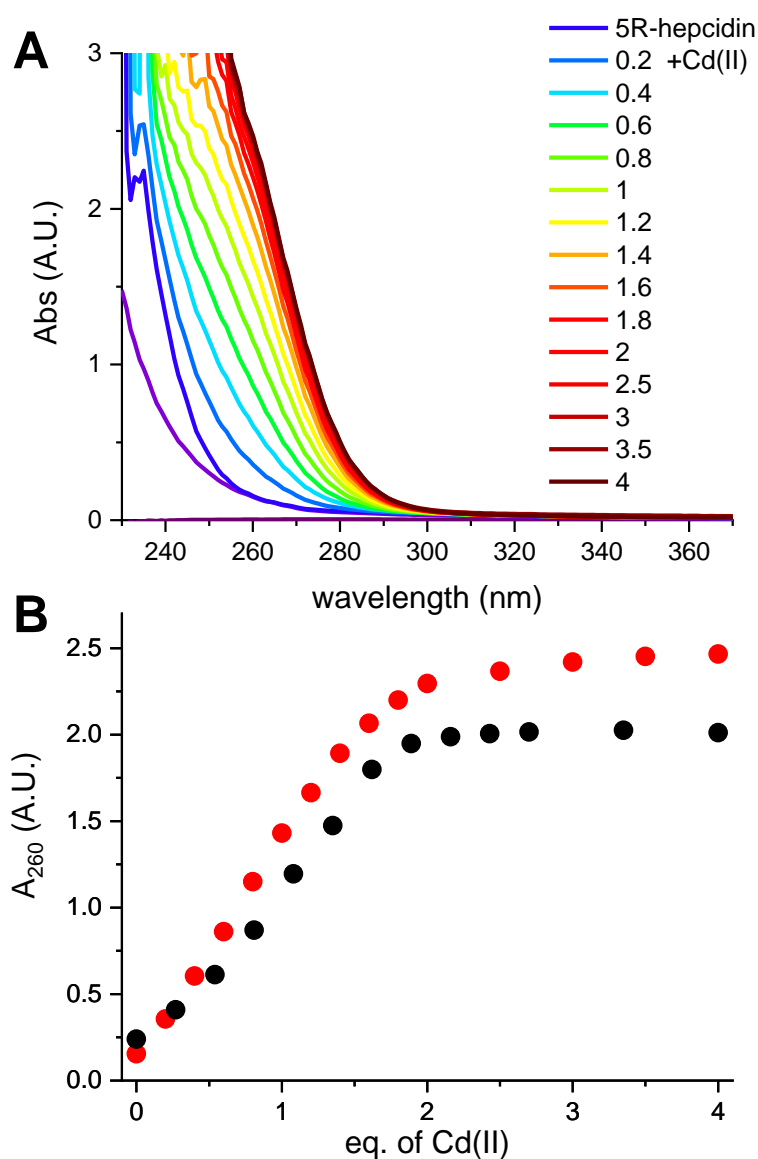 A
5R-hepcidin
0.2 +Cd(II)
0.4
0.6
0.8
1
1.2
1.4
1.6
1.8
2
2.5
3
3.5
4
3
2
1
0
Abs (A.U.)
240 260 280 300 320 340 360
wavelength (nm)
B
2.5
2.0
1.5
1.0
0.5
0.0
A260 (A.U.)
0 1 2 3 4
eq. of Cd(II)